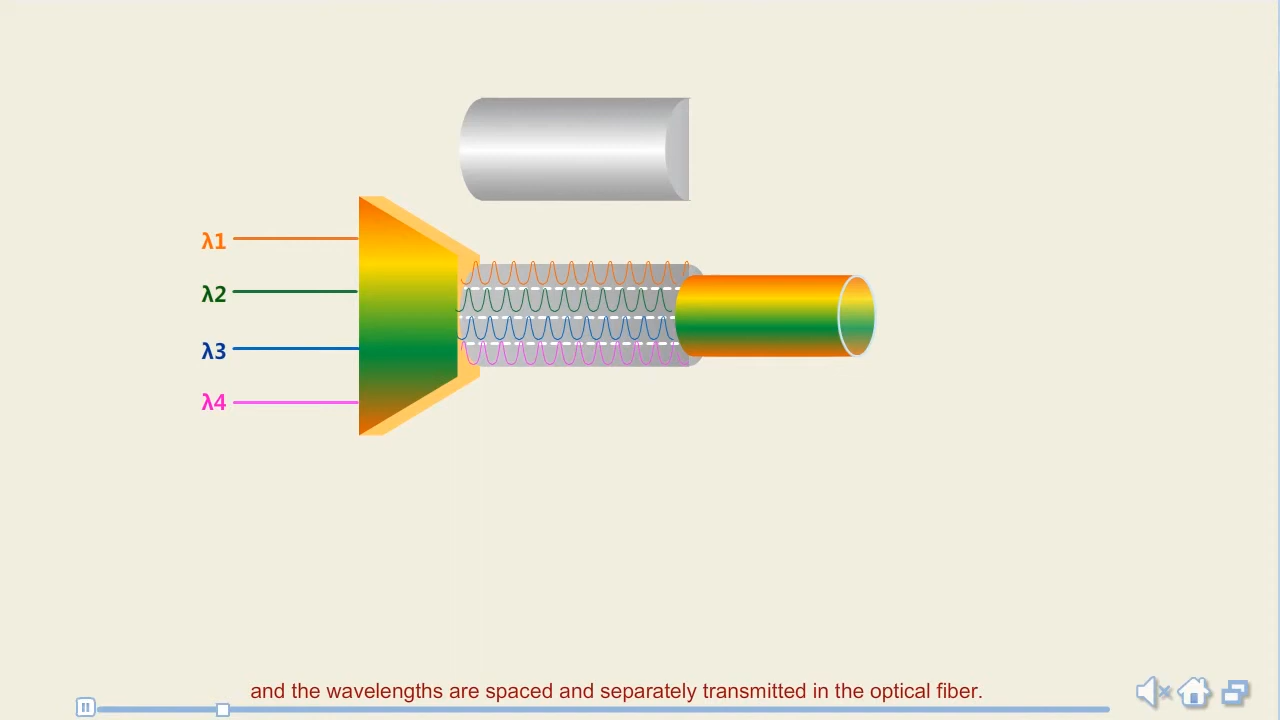 λ1
λ2
λ3
λ4
and the wavelengths are spaced and separately transmitted in the optical fiber.